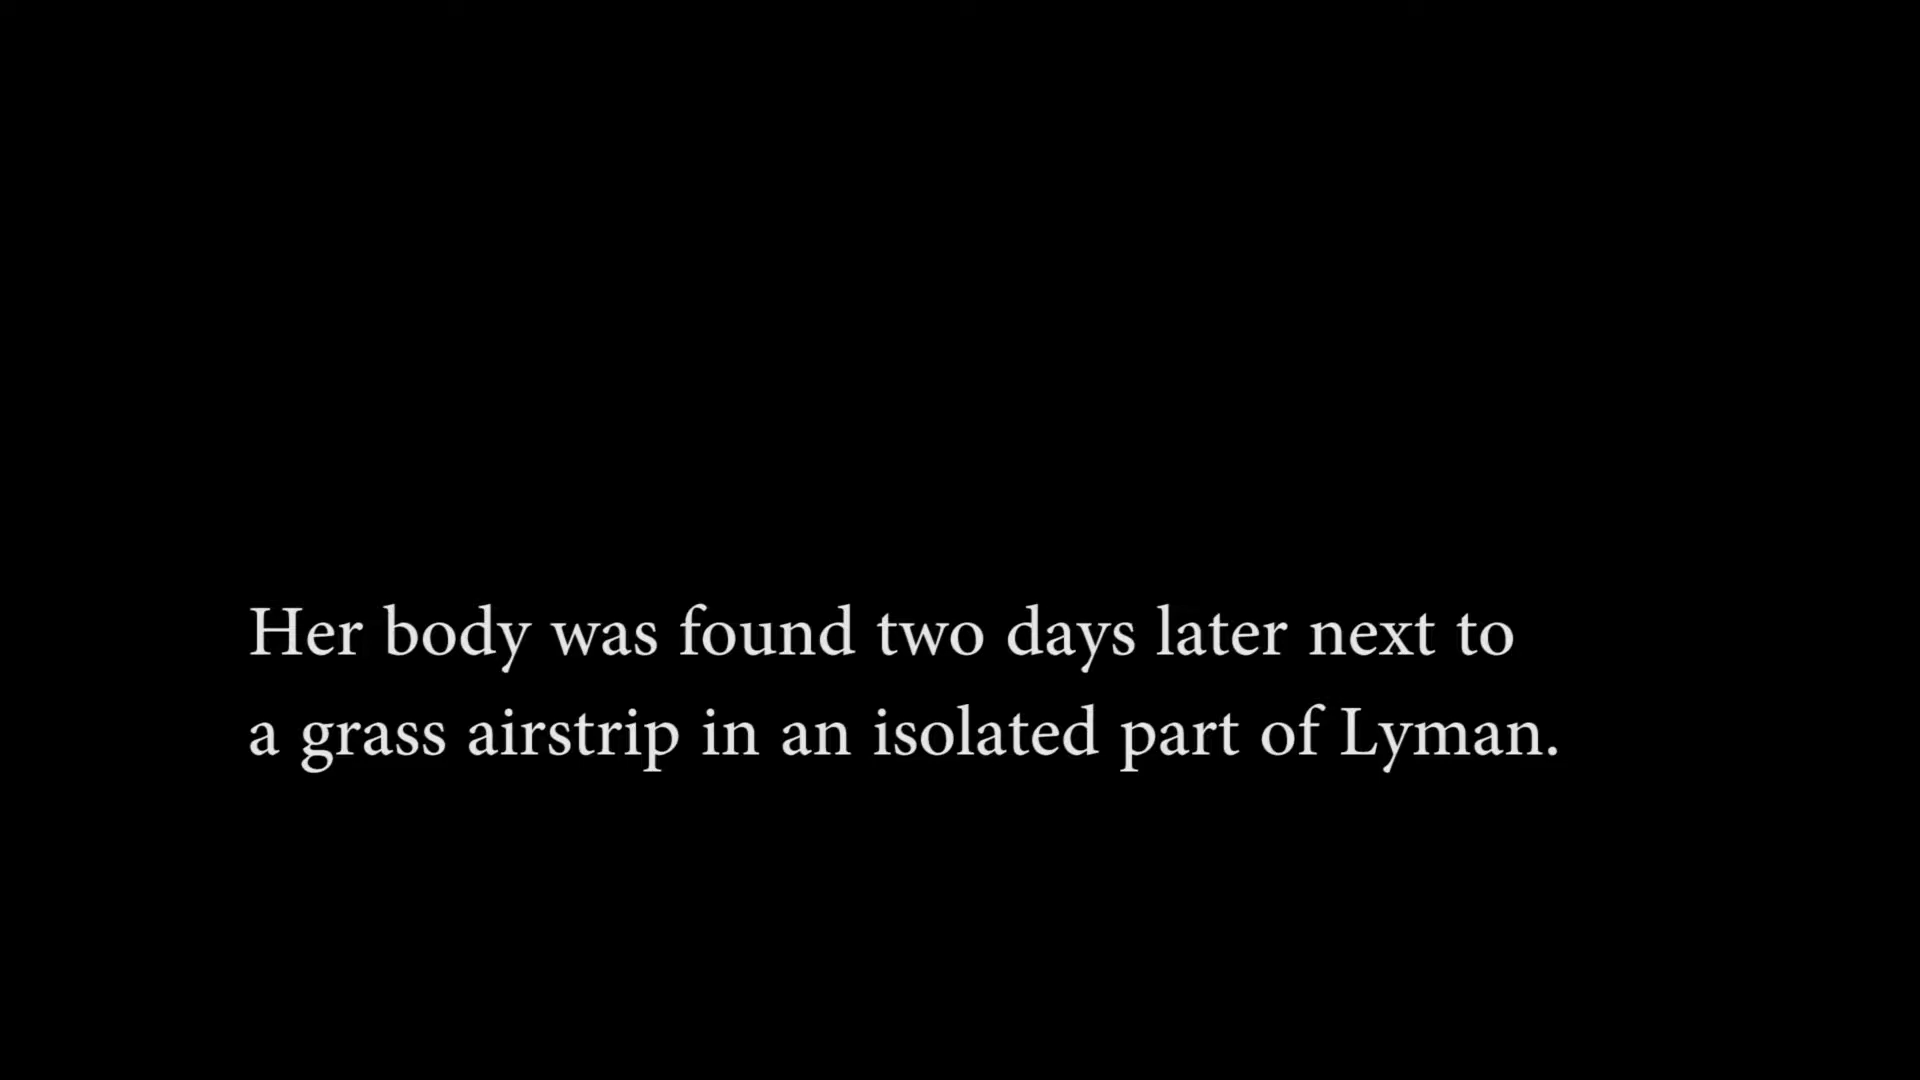 Her body was found two days later next to
a grass airstrip in an isolated part of Lyman.